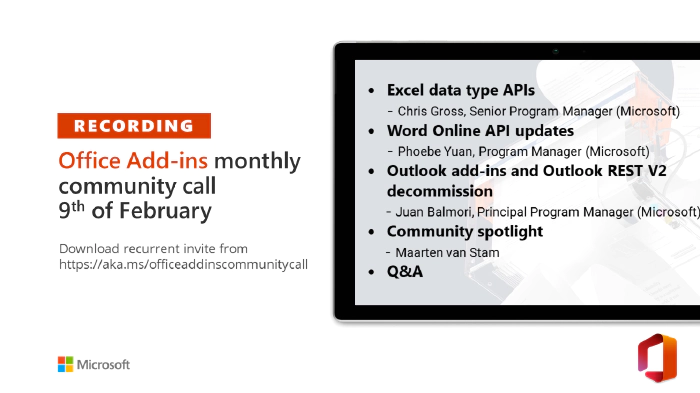 RECORDING
Office Add-ins monthly
community call
9th of February
Download recurrent invite from
https://aka.ms/officeaddinscommunitycall
Microsoft
• Excel data type APIs
- Chris Gross, Senior Program Manager (Microsoft)
• Word Online API updates
- Phoebe Yuan, Program Manager (Microsoft)
• Outlook add-ins and Outlook REST V2
decommission
- Juan Balmori, Principal Program Manager (Microsoft)
• Community spotlight
- Maarten van Stam
• Q&A